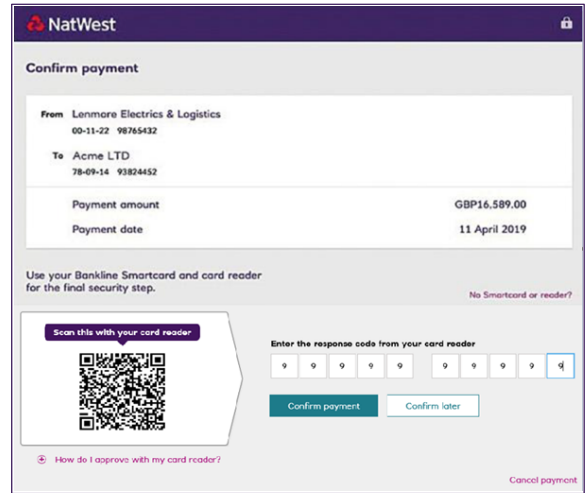 NatWest
Confirm payment
From Lenmore Electrics & Logistics
00-11-22 98765432
To Acme LTD
78-09-14 93824452
Payment amount GBP16,589.00
Payment date 11 April 2019
Use your Bankline Smartcard and card reader
for the final security step.
No Smartcard or reader?
Scan this with your card reader
Enter the response code from your card reader
9 9 9 9 9 9 9 9 9 9
Confirm payment Confirm later
How do I approve with my card reader?
Cancel payment